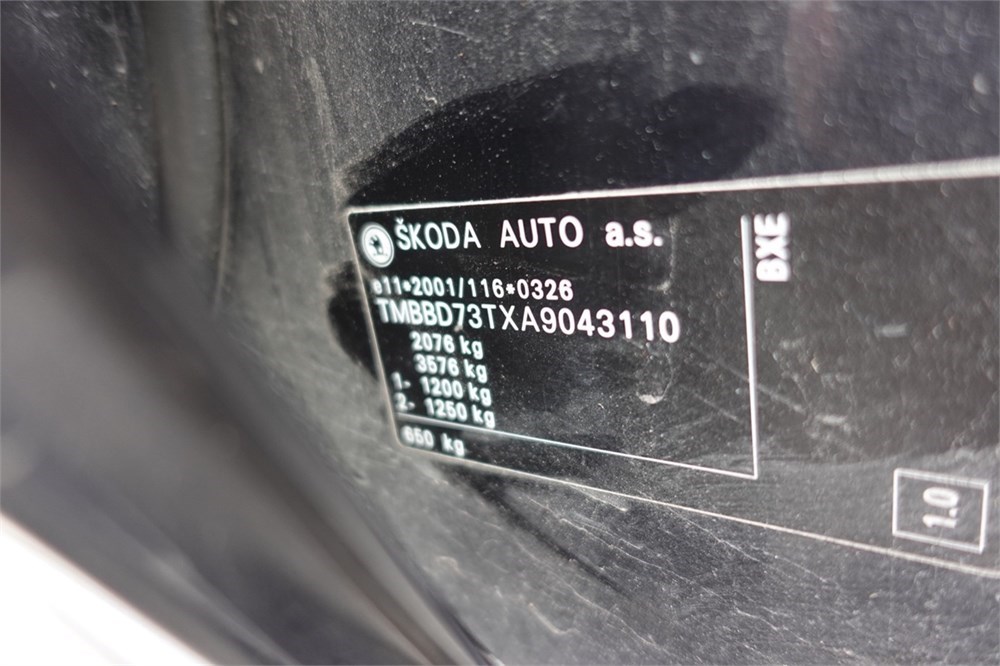 ŠKODA AUTO a.s.
e11*2001/116*0326
TMBBD73TXA9043110
2076 kg
3576 kg
1- 1200 kg
2- 1250 kg
650 kg
BXE
1.0